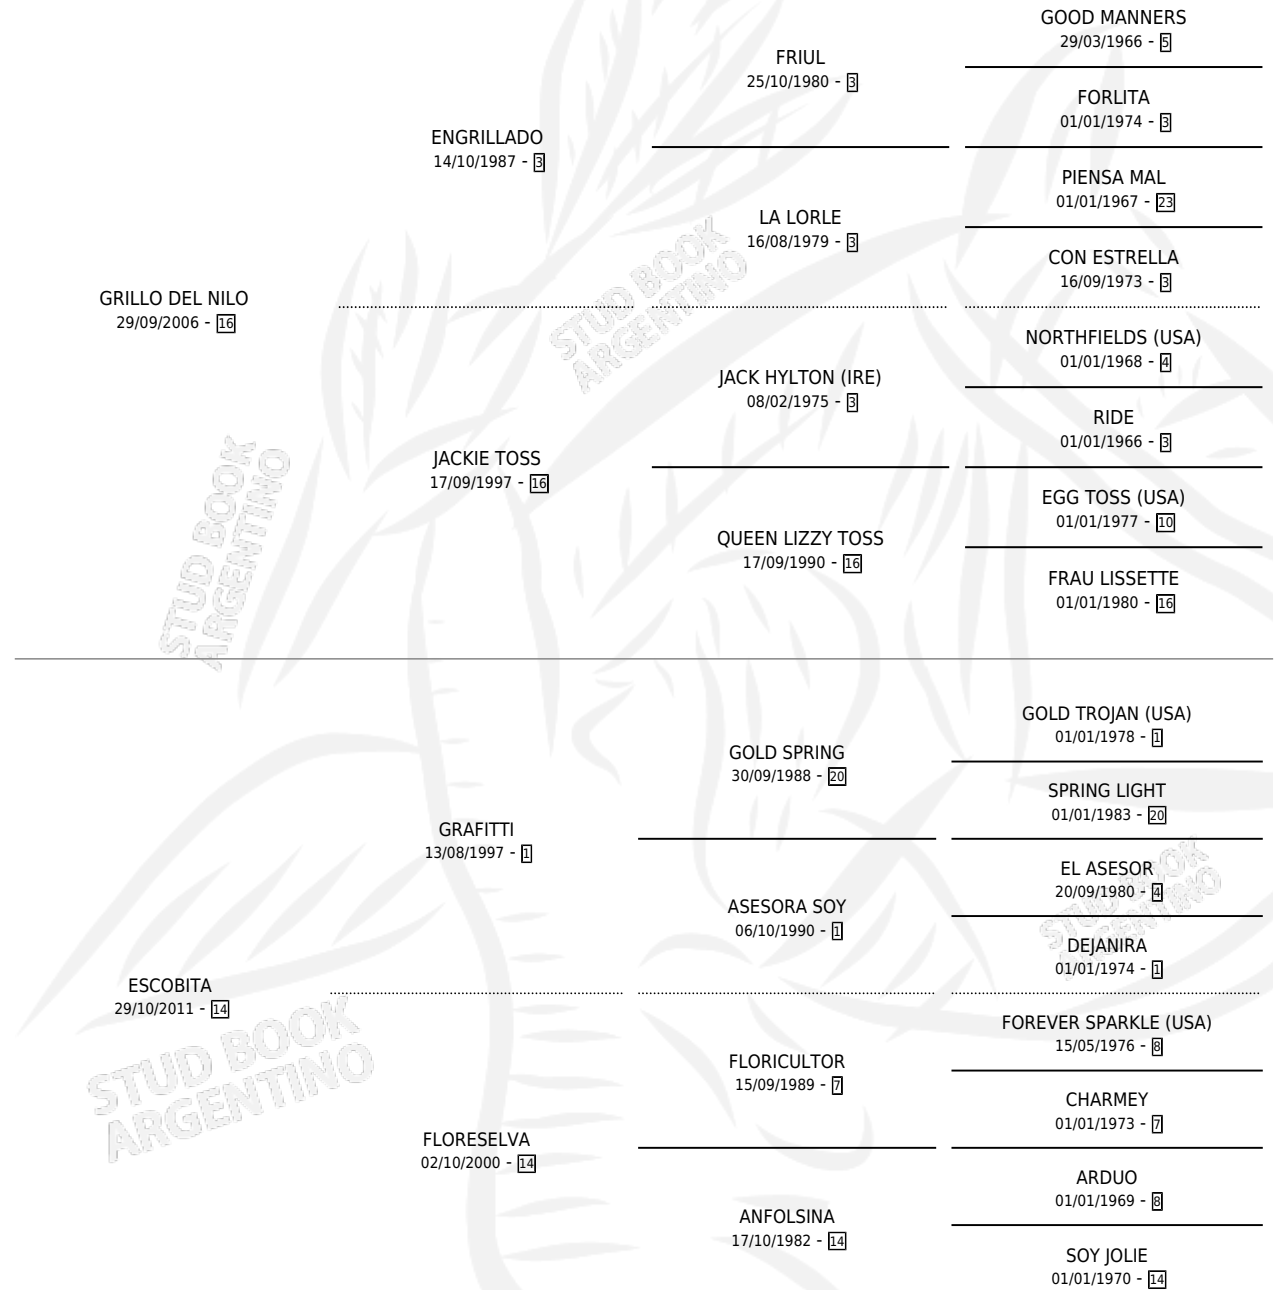 GOOD MANNERS
29/03/1966 - 5
FRIUL
25/10/1980 - 3
FORLITA
01/01/1974 - 3
ENGRILLADO
14/10/1987 - 3
PIENSA MAL
01/01/1967 - 23
LA LORLE
16/08/1979 - 3
CON ESTRELLA
16/09/1973 - 3
GRILLO DEL NILO
29/09/2006 - 16
NORTHFIELDS (USA)
01/01/1968 - 4
JACK HYLTON (IRE)
08/02/1975 - 3
RIDE
01/01/1966 - 3
JACKIE TOSS
17/09/1997 - 16
EGG TOSS (USA)
01/01/1977 - 10
QUEEN LIZZY TOSS
17/09/1990 - 16
FRAU LISSETTE
01/01/1980 - 16
GOLD TROJAN (USA)
01/01/1978 - 1
GOLD SPRING
30/09/1988 - 20
SPRING LIGHT
01/01/1983 - 20
GRAFITTI
13/08/1997 - 1
EL ASESOR
20/09/1980 - 4
ASESORA SOY
06/10/1990 - 1
DEJANIRA
01/01/1974 - 1
ESCOBITA
29/10/2011 - 14
FOREVER SPARKLE (USA)
15/05/1976 - 8
FLORICULTOR
15/09/1989 - 7
CHARMEY
01/01/1973 - 7
FLORESELVA
02/10/2000 - 14
ARDUO
01/01/1969 - 8
ANFOLSINA
17/10/1982 - 14
SOY JOLIE
01/01/1970 - 14
STUD BOOK
ARGENTINO
STUD BOOK
ARGENTINO
STUD BOOK
ARGENTINO
STUD BOOK
ARGENTINO